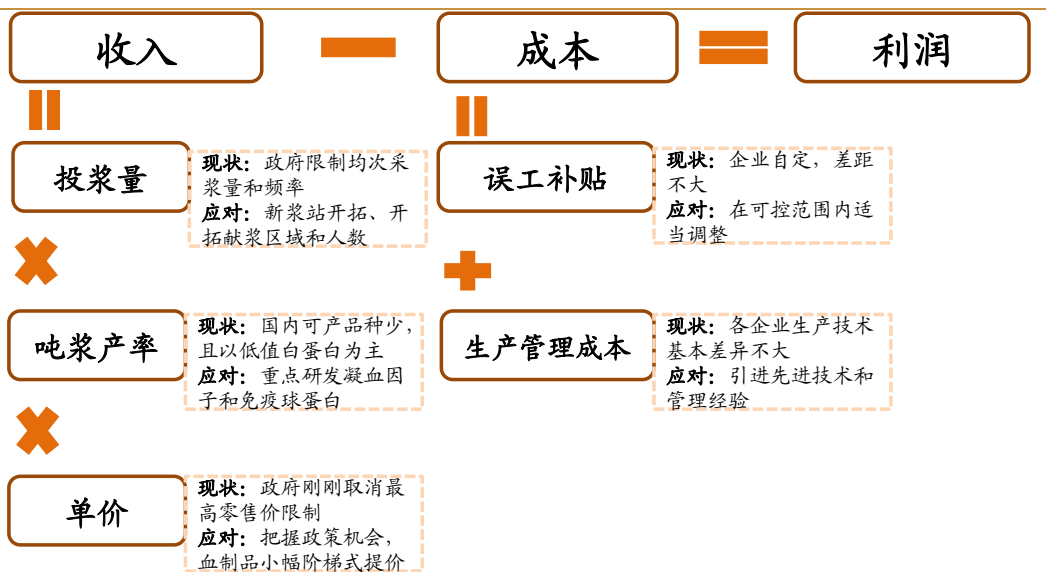 收入
成本
利润
投浆量
现状：政府限制均次采
浆量和频率
应对：新浆站开拓、开
拓献浆区域和人数
误工补贴
现状：企业自定，差距
不大
应对：在可控范围内适
当调整
吨浆产率
现状：国内可产品种少，
且以低值白蛋白为主
应对：重点研发凝血因
子和免疫球蛋白
生产管理成本
现状：各企业生产技术
基本差异不大
应对：引进先进技术和
管理经验
单价
现状：政府刚刚取消最
高零售价限制
应对：把握政策机会，
血制品小幅阶梯式提价